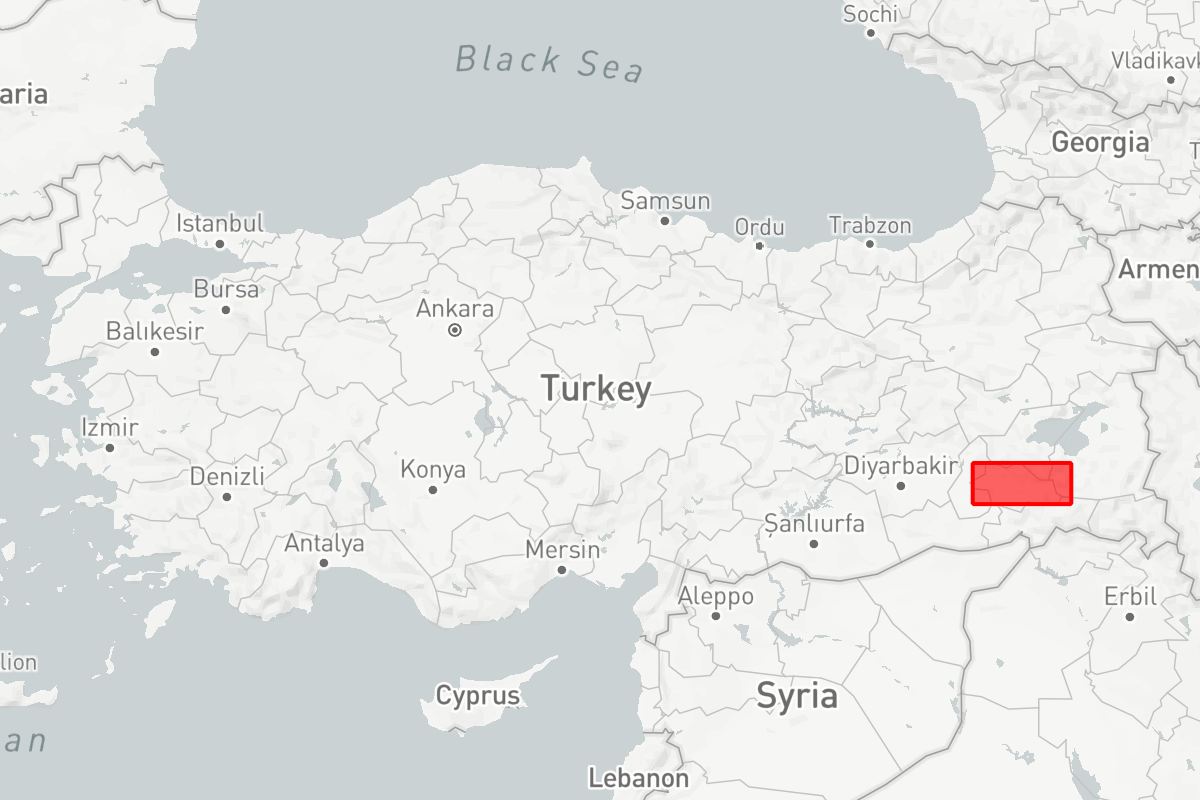 Sochi
Black Sea
Vladikavk
aria
Georgia
T
Samsun
Istanbul
Ordu
Trabzon
Armen
Bursa
Ankara
Balıkesir
Turkey
Izmir
Diyarbakir
Denizli
Konya
Şanlıurfa
Antalya
Mersin
Aleppo
Erbil
lion
Cyprus
Syria
an
Lebanon